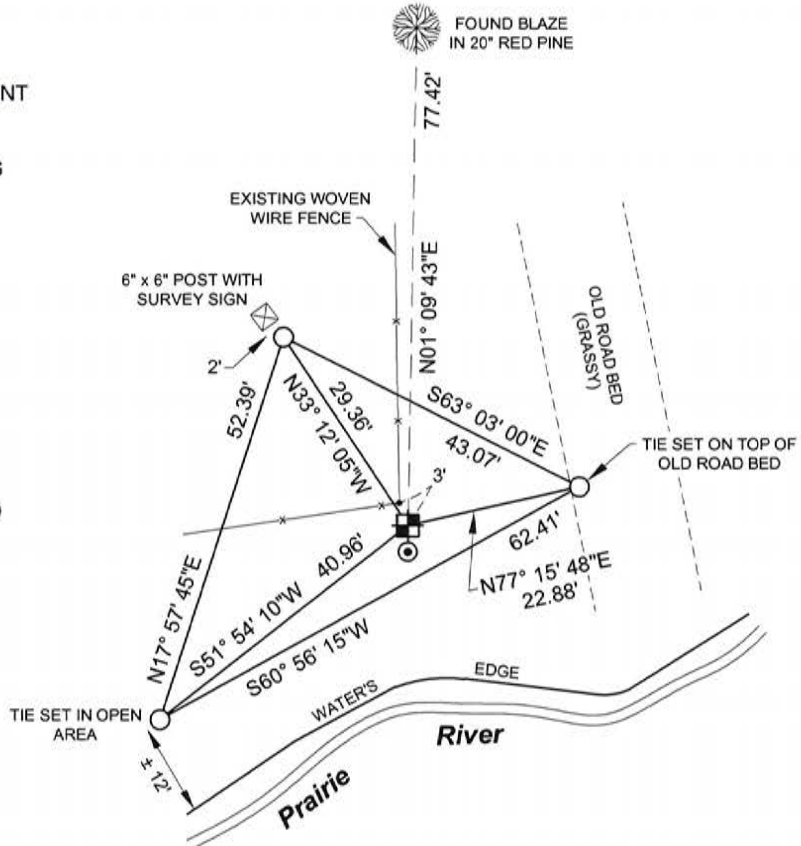 FOUND BLAZE
IN 20" RED PINE
NT
77.42'
EXISTING WOVEN
WIRE FENCE
N01° 09' 43"E
6" x 6" POST WITH
SURVEY SIGN
OLD ROAD BED
(GRASSY)
2'
52.39'
29.36'
N33° 12' 05"W
S63° 03' 00"E
43.07'
TIE SET ON TOP OF
OLD ROAD BED
3'
62.41'
N77° 15' 48"E
22.88'
40.96'
N17° 57' 45"E
S51° 54' 10"W
S60° 56' 15"W
TIE SET IN OPEN
AREA
± 12'
WATER'S
EDGE
Prairie
River